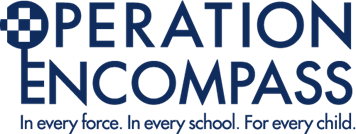 OPERATION
ENCOMPASS
In every force. In every school. For every child.